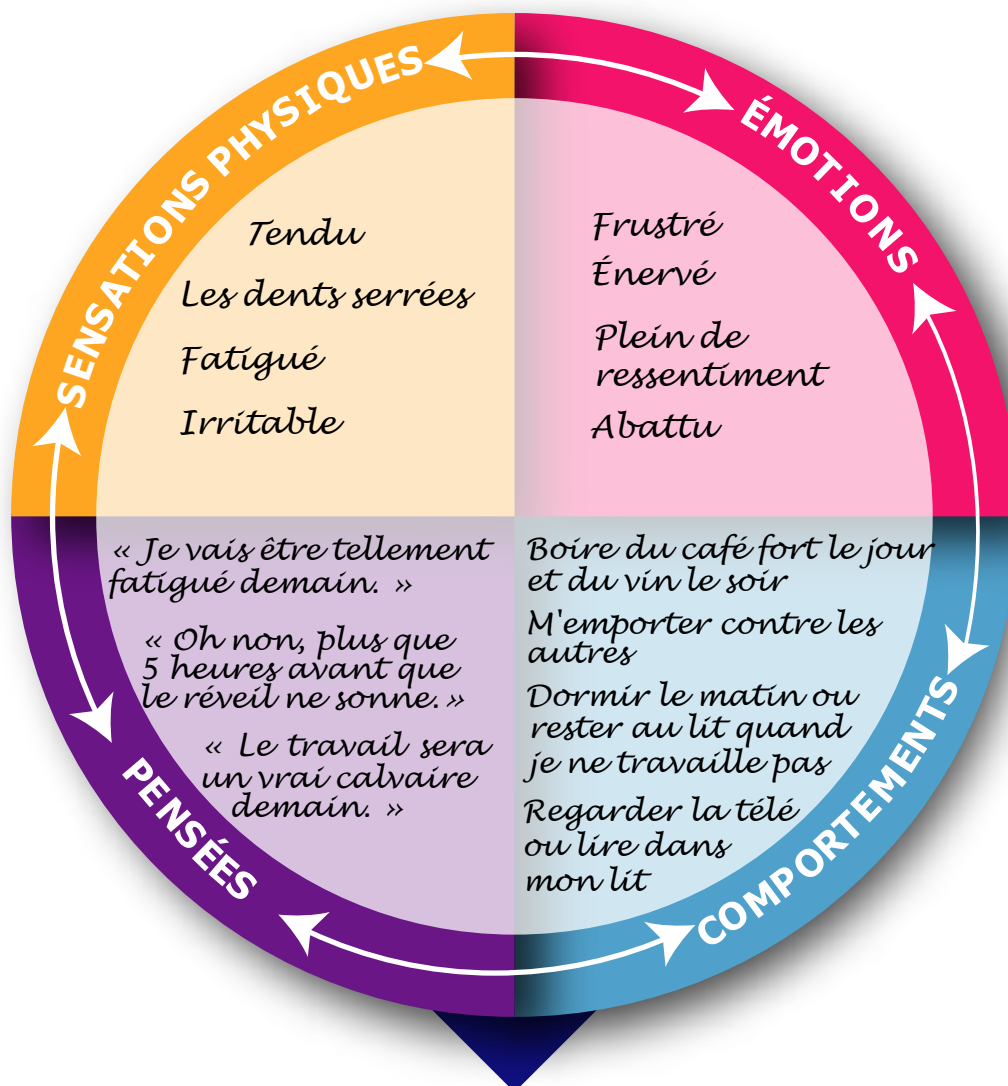 SENSATIONS PHYSIQUES
Tendu
Les dents serrées
Fatigué
Irritable
ÉMOTIONS
Frustré
Énervé
Plein de
ressentiment
Abattu
PENSÉES
« Je vais être tellement
fatigué demain. »
« Oh non, plus que
5 heures avant que
le réveil ne sonne. »
« Le travail sera
un vrai calvaire
demain. »
COMPORTEMENTS
Boire du café fort le jour
et du vin le soir
M'emporter contre les
autres
Dormir le matin ou
rester au lit quand
je ne travaille pas
Regarder la télé
ou lire dans
mon lit